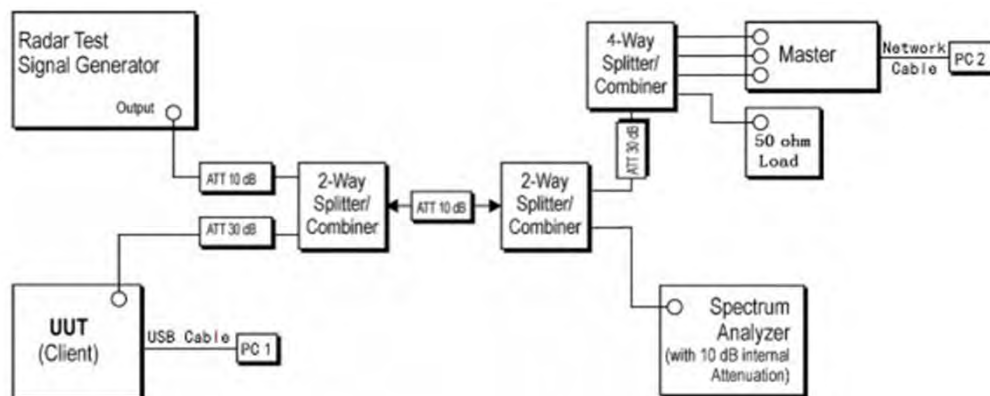 Radar Test
Signal Generator
Output
ATT 10 dB
2-Way
Splitter/
Combiner
ATT 30 dB
UUT
(Client)
USB Cable
PC 1
ATT 10 dB
2-Way
Splitter/
Combiner
ATT 30 dB
4-Way
Splitter/
Combiner
Master
Network
Cable
PC 2
50 ohm
Load
Spectrum
Analyzer
(with 10 dB internal
Attenuation)